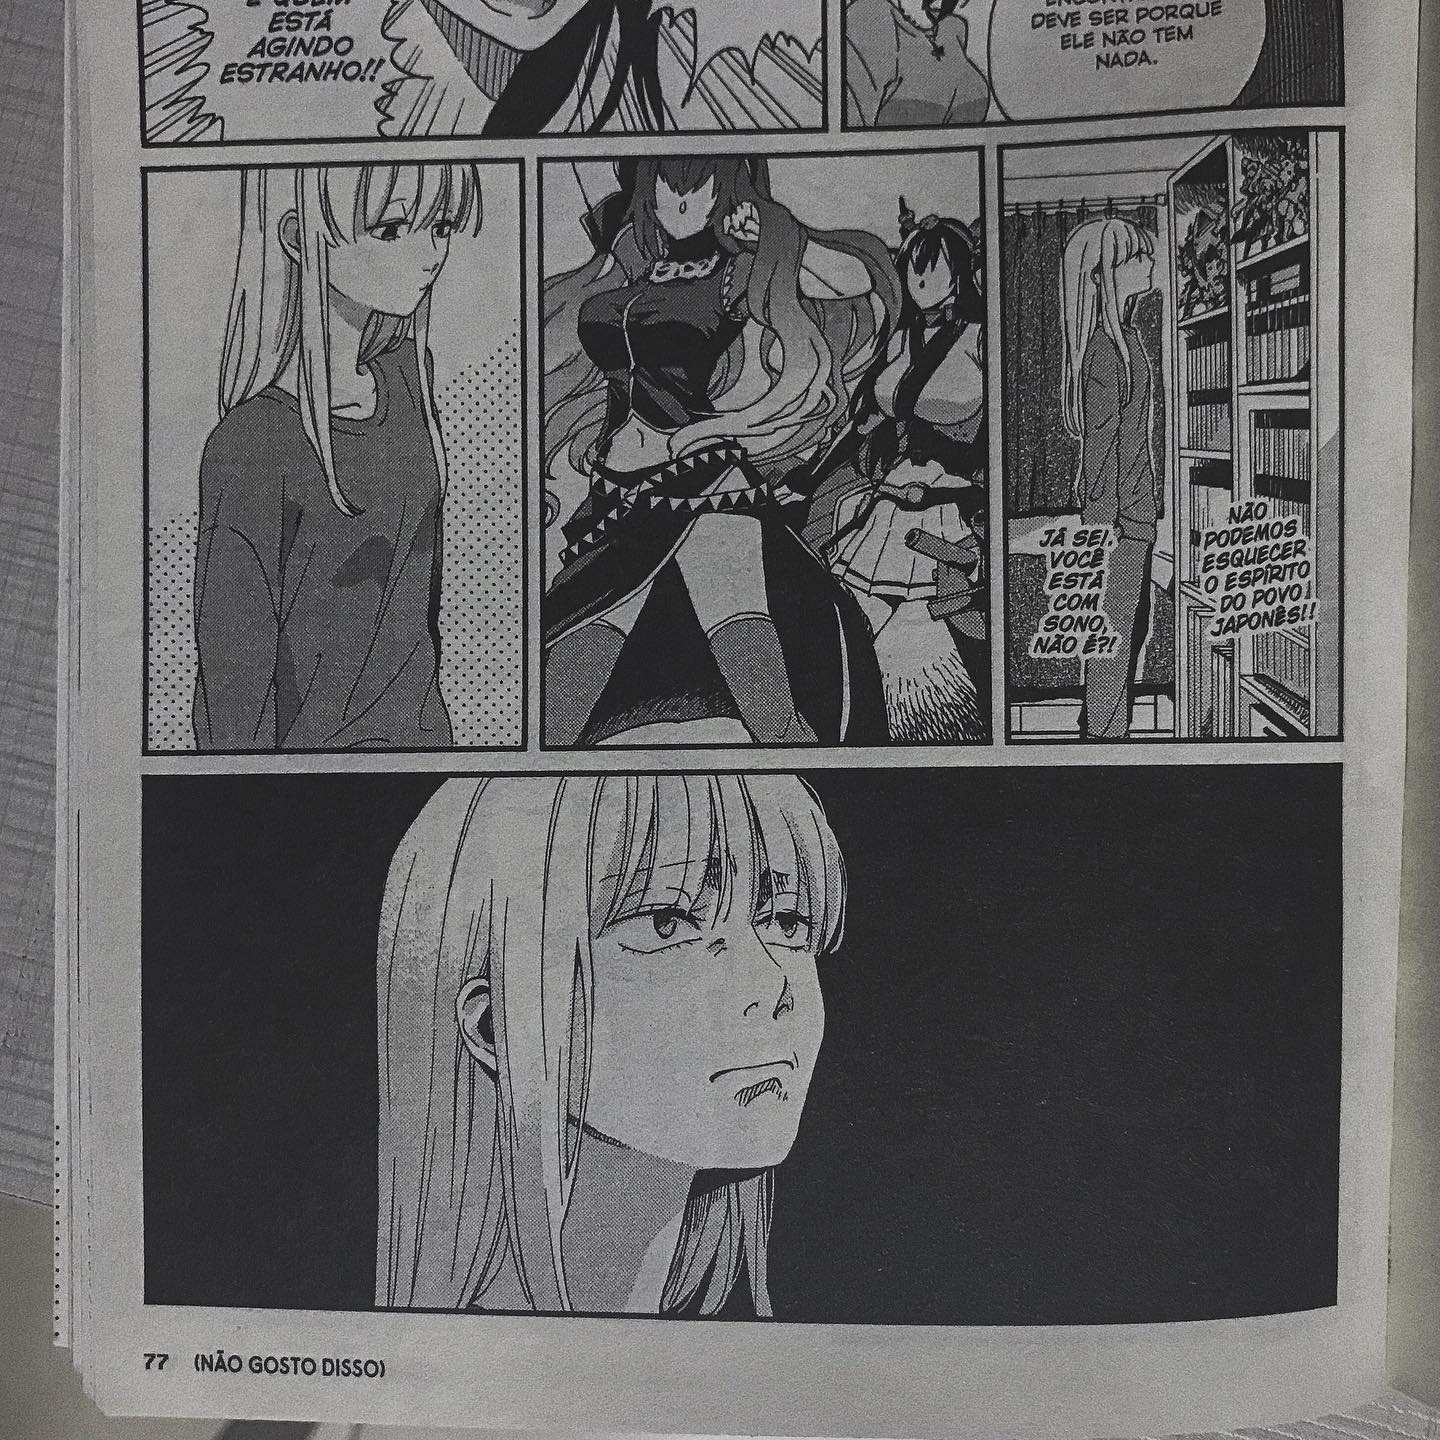 DEVE SER PORQUE
ELE NÃO TEM
NADA.
QUEM
ESTÁ
AGINDO
ESTRANHO!!
NÃO
PODEMOS
ESQUECER
O ESPÍRITO
DO POVO
JAPONÊS!!
JÁ SEI.
VOCÊ
ESTÁ
COM
SONO,
NÃO É?!
77 (NÃO GOSTO DISSO)